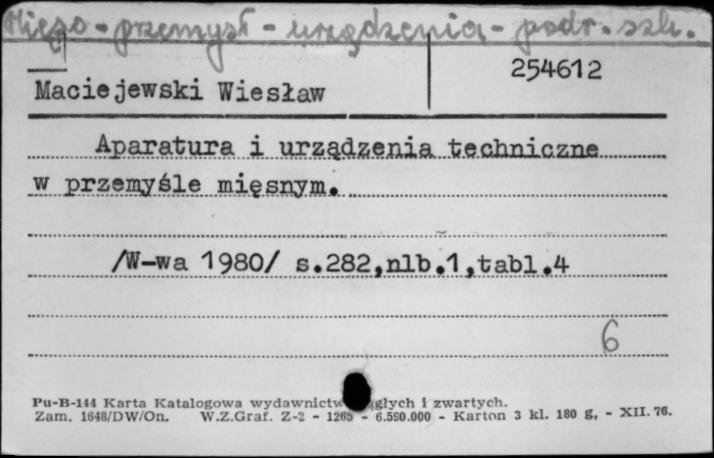 Mięso - przemysł - urządzenia - podr. szk.
254612
Maciejewski Wiesław
Aparatura i urządzenia techniczne
w przemyśle mięsnym.
/W-wa 1980/ s.282,nlb.1,tabl.4
6
Pu-B-144 Karta Katalogowa wydawnictw głych i zwartych.
Zam. 1648/DW/On. W.Z.Graf. Z-2 - 1265 - 6.580.000 - Karton 3 kl. 180 g, - XII. 76.